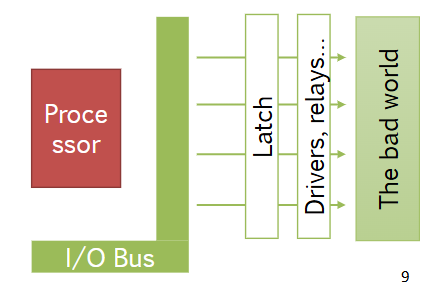 Proce
ssor
I/O Bus
Latch
Drivers, relays...
The bad world
9